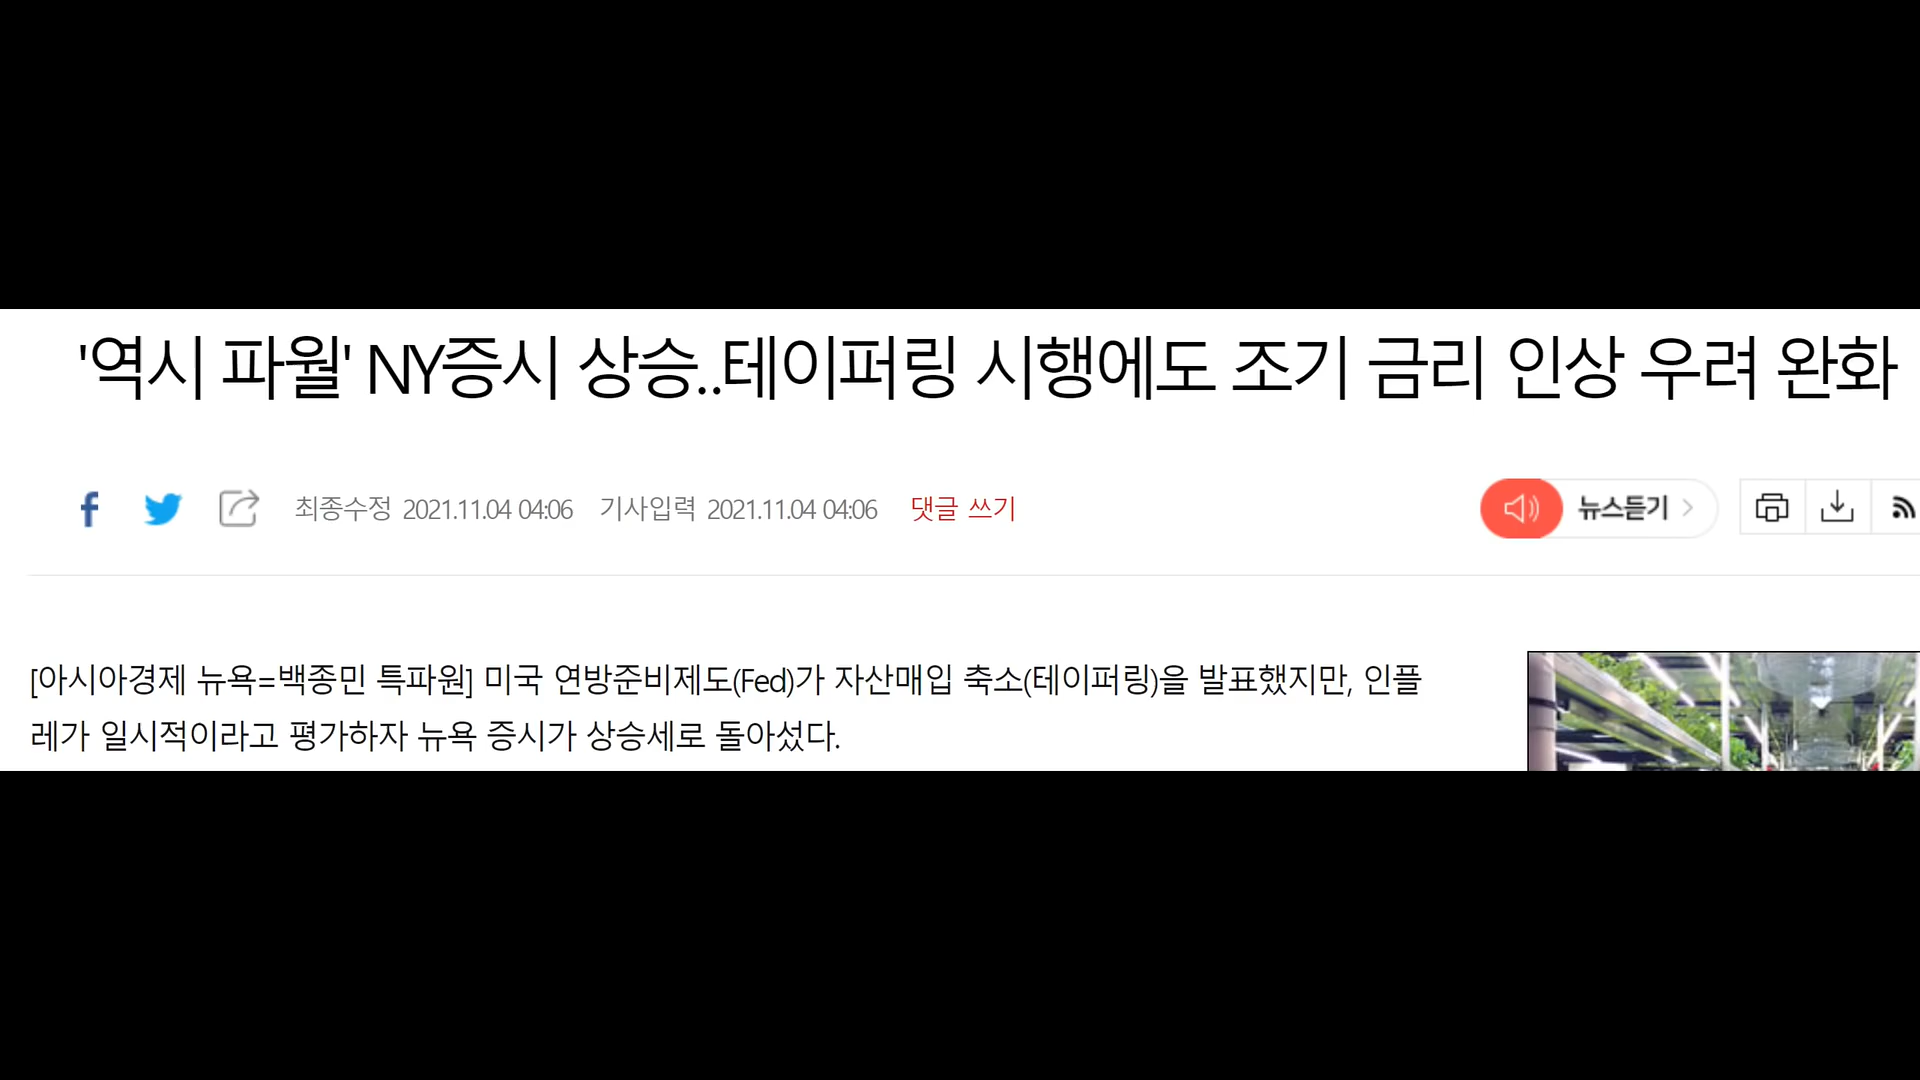 '역시 파월' NY증시 상승..테이퍼링 시행에도 조기 금리 인상 우려 완화
최종수정 2021.11.04 04:06 기사입력 2021.11.04 04:06 댓글 쓰기
뉴스듣기
[아시아경제 뉴욕=백종민 특파원] 미국 연방준비제도(Fed)가 자산매입 축소(테이퍼링)을 발표했지만, 인플
레가 일시적이라고 평가하자 뉴욕 증시가 상승세로 돌아섰다.